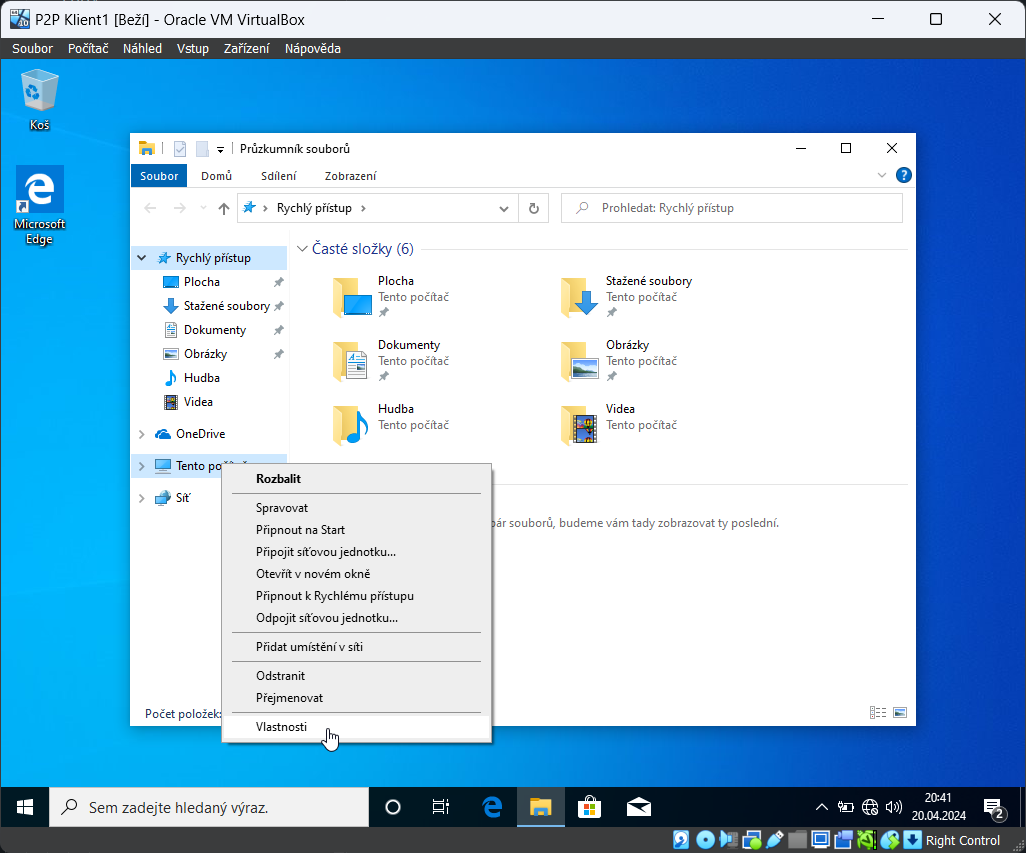 P2P Klient1 [Beží] - Oracle VM VirtualBox
Soubor Počítač Náhled Vstup Zařízení Nápověda
Koš
Microsoft
Edge
Průzkumník souborů
Soubor Domů Sdílení Zobrazení
Rychlý přístup
Prohledat: Rychlý přístup
Rychlý přístup
Plocha
Stažené soubory
Dokumenty
Obrázky
Hudba
Videa
OneDrive
Tento
Síť
Časté složky (6)
Plocha
Tento počítač
Stažené soubory
Tento počítač
Dokumenty
Tento počítač
Obrázky
Tento počítač
Hudba
Tento počítač
Videa
Tento počítač
pár souborů, budeme vám tady zobrazovat ty poslední.
Rozbalit
Spravovat
Připnout na Start
Připojit síťovou jednotku...
Otevřít v novém okně
Připnout k Rychlému přístupu
Odpojit síťovou jednotku...
Přidat umístění v síti
Odstranit
Přejmenovat
Vlastnosti
Počet položek:
Sem zadejte hledaný výraz.
20:41
20.04.2024
2
Right Control